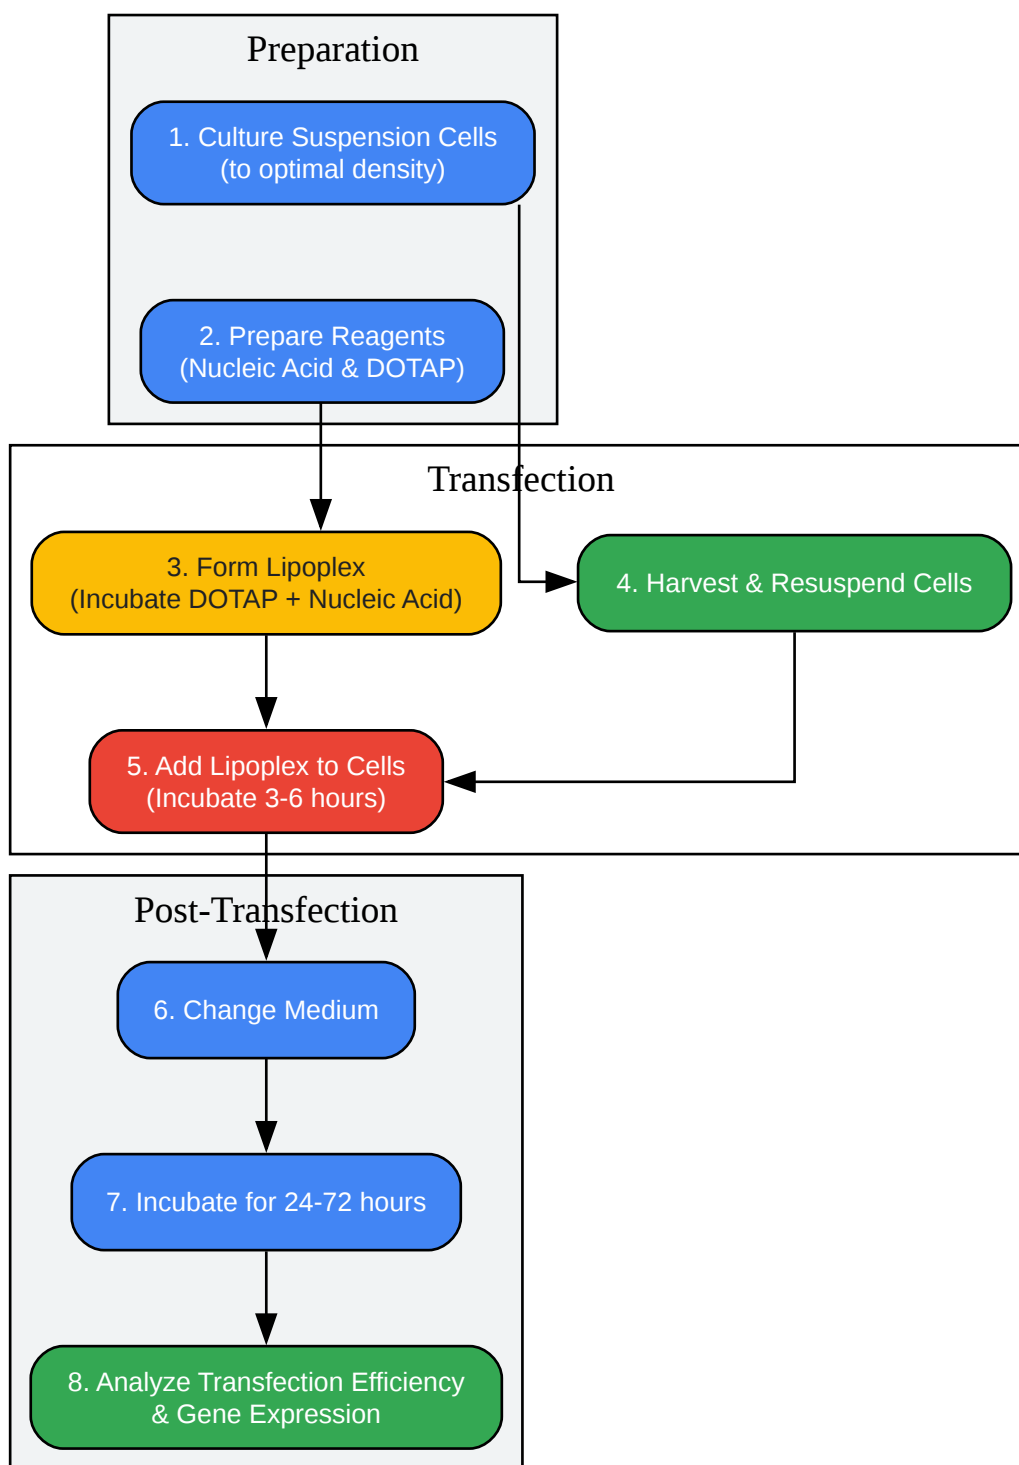 Preparation
1. Culture Suspension Cells
(to optimal density)
2. Prepare Reagents
(Nucleic Acid & DOTAP)
Transfection
3. Form Lipoplex
(Incubate DOTAP + Nucleic Acid)
4. Harvest & Resuspend Cells
5. Add Lipoplex to Cells
(Incubate 3-6 hours)
Post-Transfection
6. Change Medium
7. Incubate for 24-72 hours
8. Analyze Transfection Efficiency
& Gene Expression